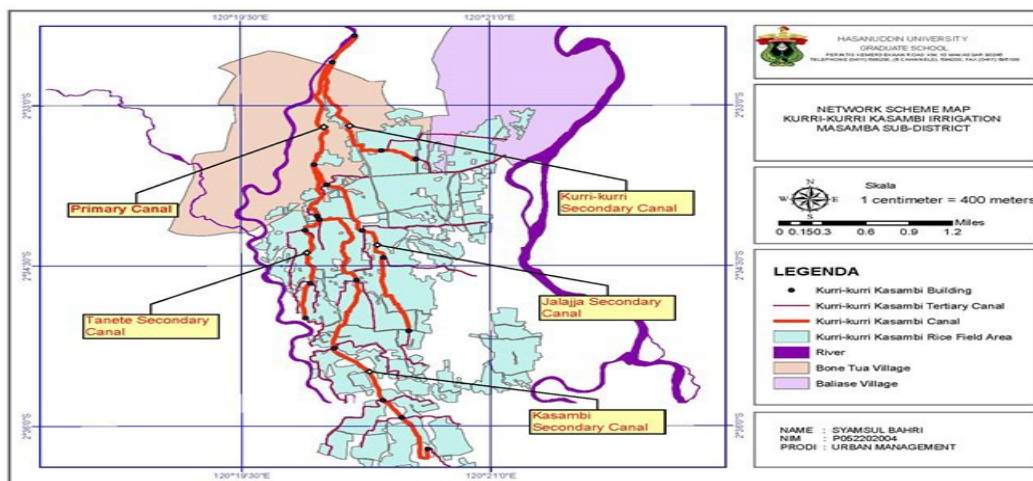 120°19'30"E
120°21'0"E
Primary Canal
Kurri-kurri
Secondary Canal
Tanete Secondary
Canal
Jalajja Secondary
Canal
Kasambi
Secondary Canal
120°19'30"E
120°21'0"E
HASANUDDIN UNIVERSITY
GRADUATE SCHOOL
NETWORK SCHEME MAP
KURRI-KURRI KASAMBI IRRIGATION
MASAMBA SUB-DISTRICT
N
W
E
S
Skala
1 centimeter = 400 meters
Miles
0 0.15 0.3 0.6 0.9 1.2
LEGENDA
Kurri-kurri Kasambi Building
Kurri-kurri Kasambi Tertiary Canal
Kurri-kurri Kasambi Canal
Kurri-kurri Kasambi Rice Field Area
River
Bone Tua Village
Baliase Village
NAME : SYAMSUL BAHRI
NIM : P052202004
PRODI : URBAN MANAGEMENT